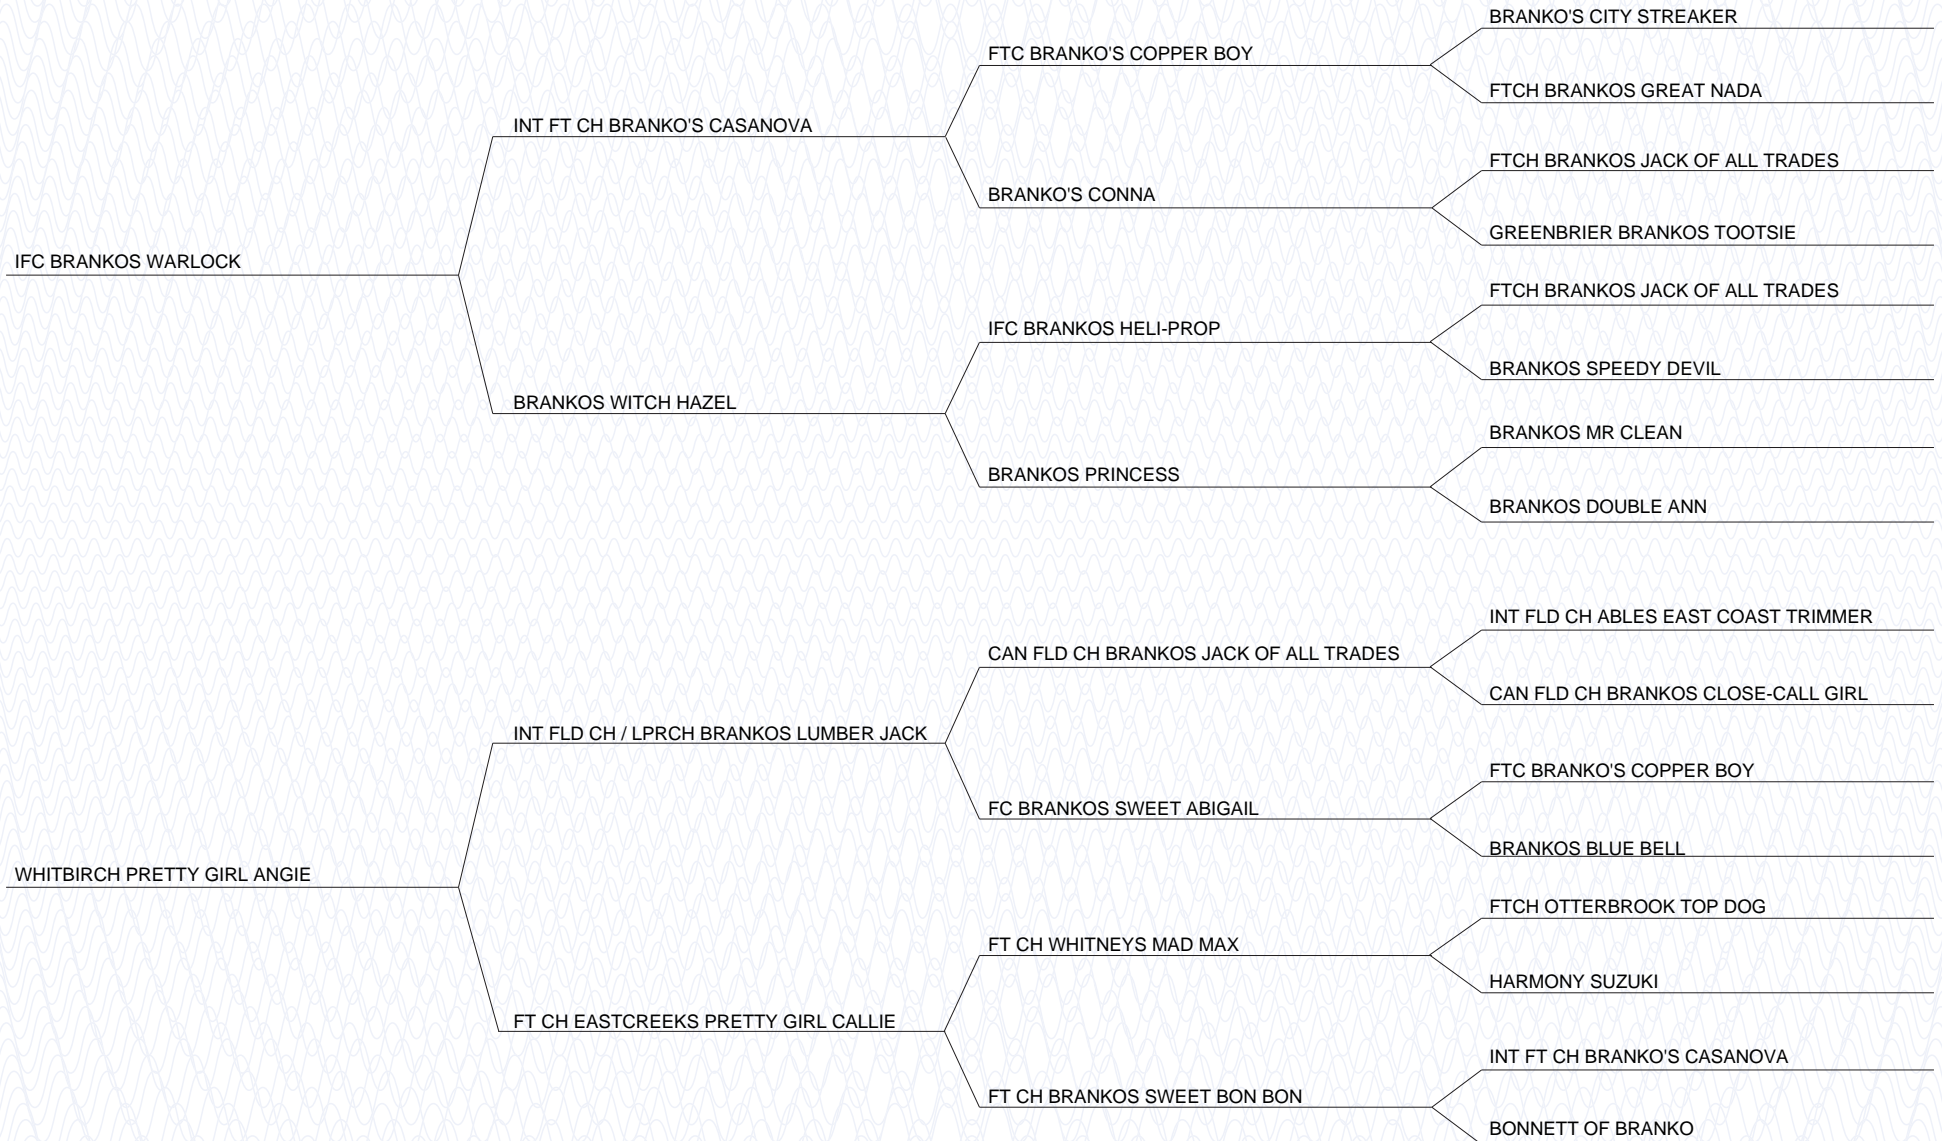 BRANKO'S CITY STREAKER
FTC BRANKO'S COPPER BOY
FTCH BRANKOS GREAT NADA
INT FT CH BRANKO'S CASANOVA
FTCH BRANKOS JACK OF ALL TRADES
BRANKO'S CONNA
GREENBRIER BRANKOS TOOTSIE
IFC BRANKOS WARLOCK
FTCH BRANKOS JACK OF ALL TRADES
IFC BRANKOS HELI-PROP
BRANKOS SPEEDY DEVIL
BRANKOS WITCH HAZEL
BRANKOS MR CLEAN
BRANKOS PRINCESS
BRANKOS DOUBLE ANN
INT FLD CH ABLES EAST COAST TRIMMER
CAN FLD CH BRANKOS JACK OF ALL TRADES
CAN FLD CH BRANKOS CLOSE-CALL GIRL
INT FLD CH / LPRCH BRANKOS LUMBER JACK
FTC BRANKO'S COPPER BOY
FC BRANKOS SWEET ABIGAIL
BRANKOS BLUE BELL
WHITBIRCH PRETTY GIRL ANGIE
FTCH OTTERBROOK TOP DOG
FT CH WHITNEYS MAD MAX
HARMONY SUZUKI
FT CH EASTCREEKS PRETTY GIRL CALLIE
INT FT CH BRANKO'S CASANOVA
FT CH BRANKOS SWEET BON BON
BONNETT OF BRANKO